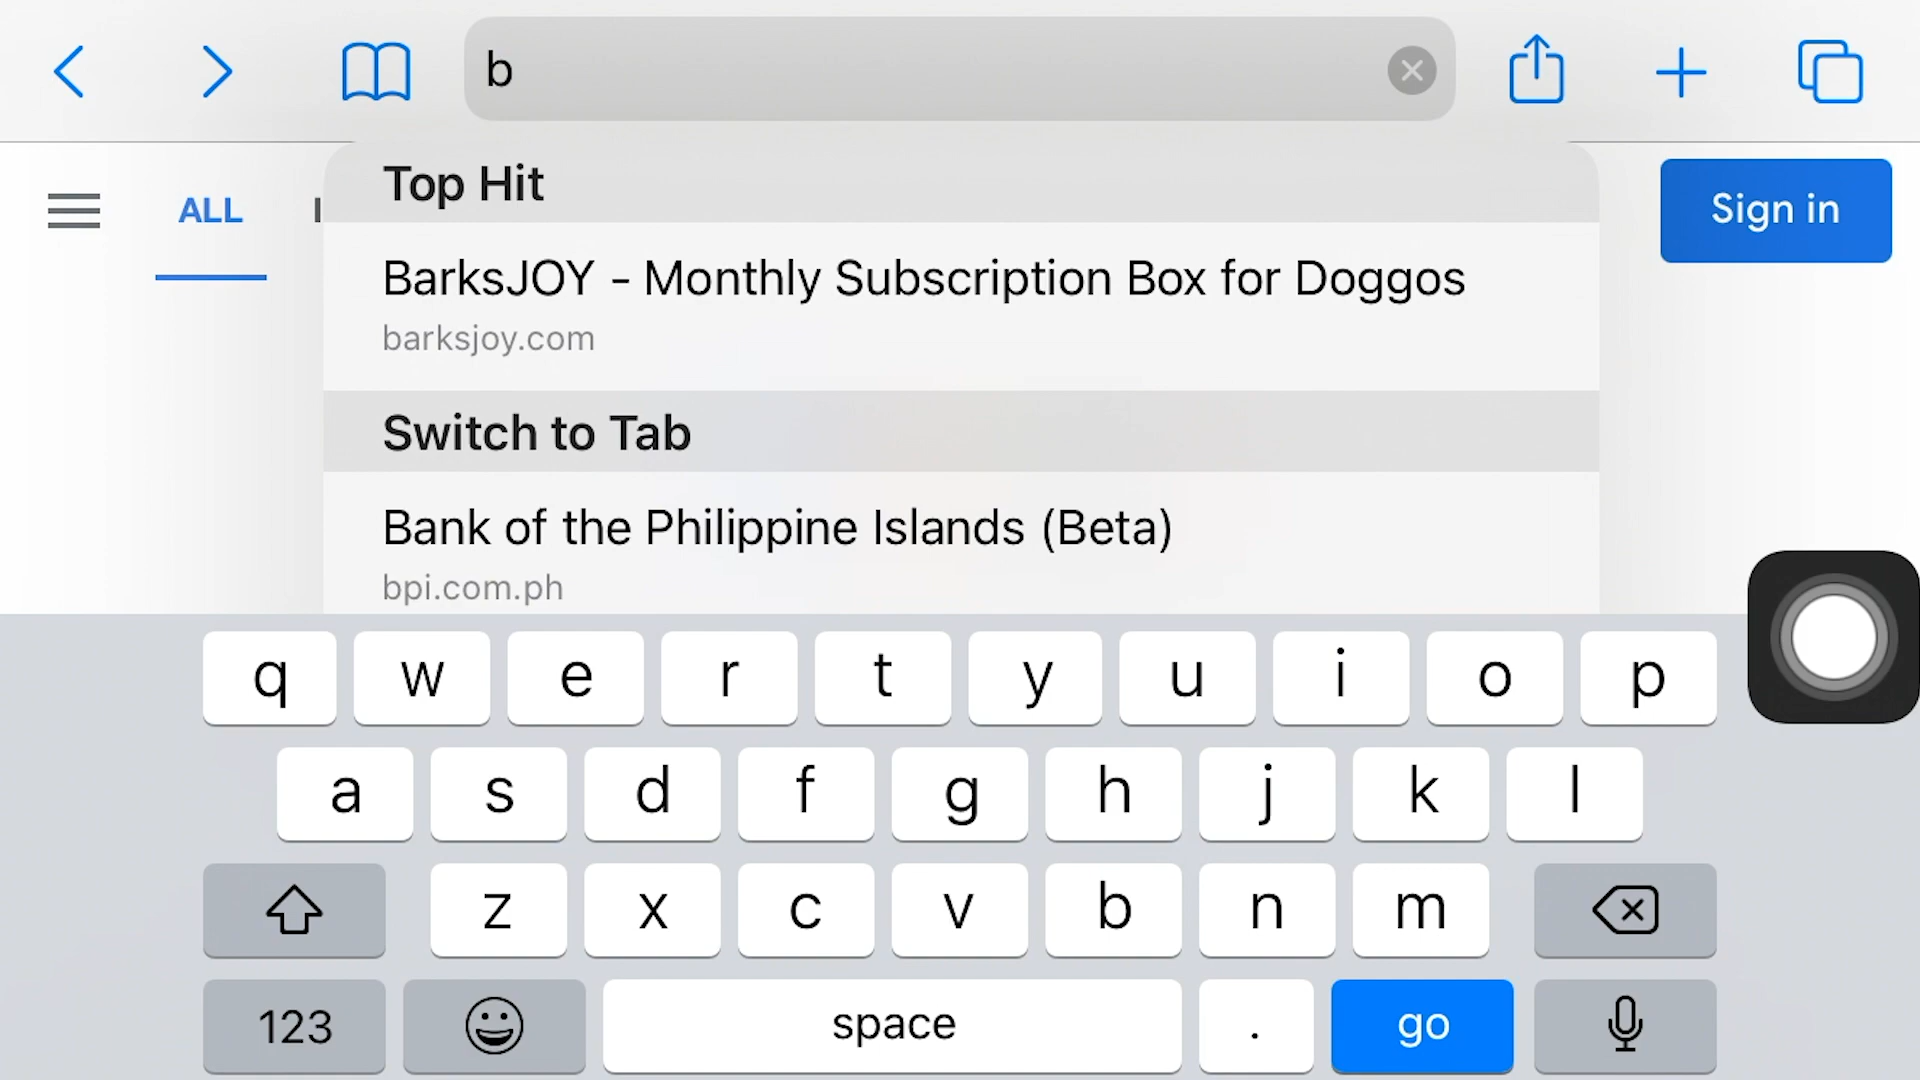 b
Top Hit
ALL
Sign in
BarksJOY - Monthly Subscription Box for Doggos
barksjoy.com
Switch to Tab
Bank of the Philippine Islands (Beta)
bpi.com.ph
q w e r t y u i o p
a s d f g h j k l
z x c v b n m
123 space . go